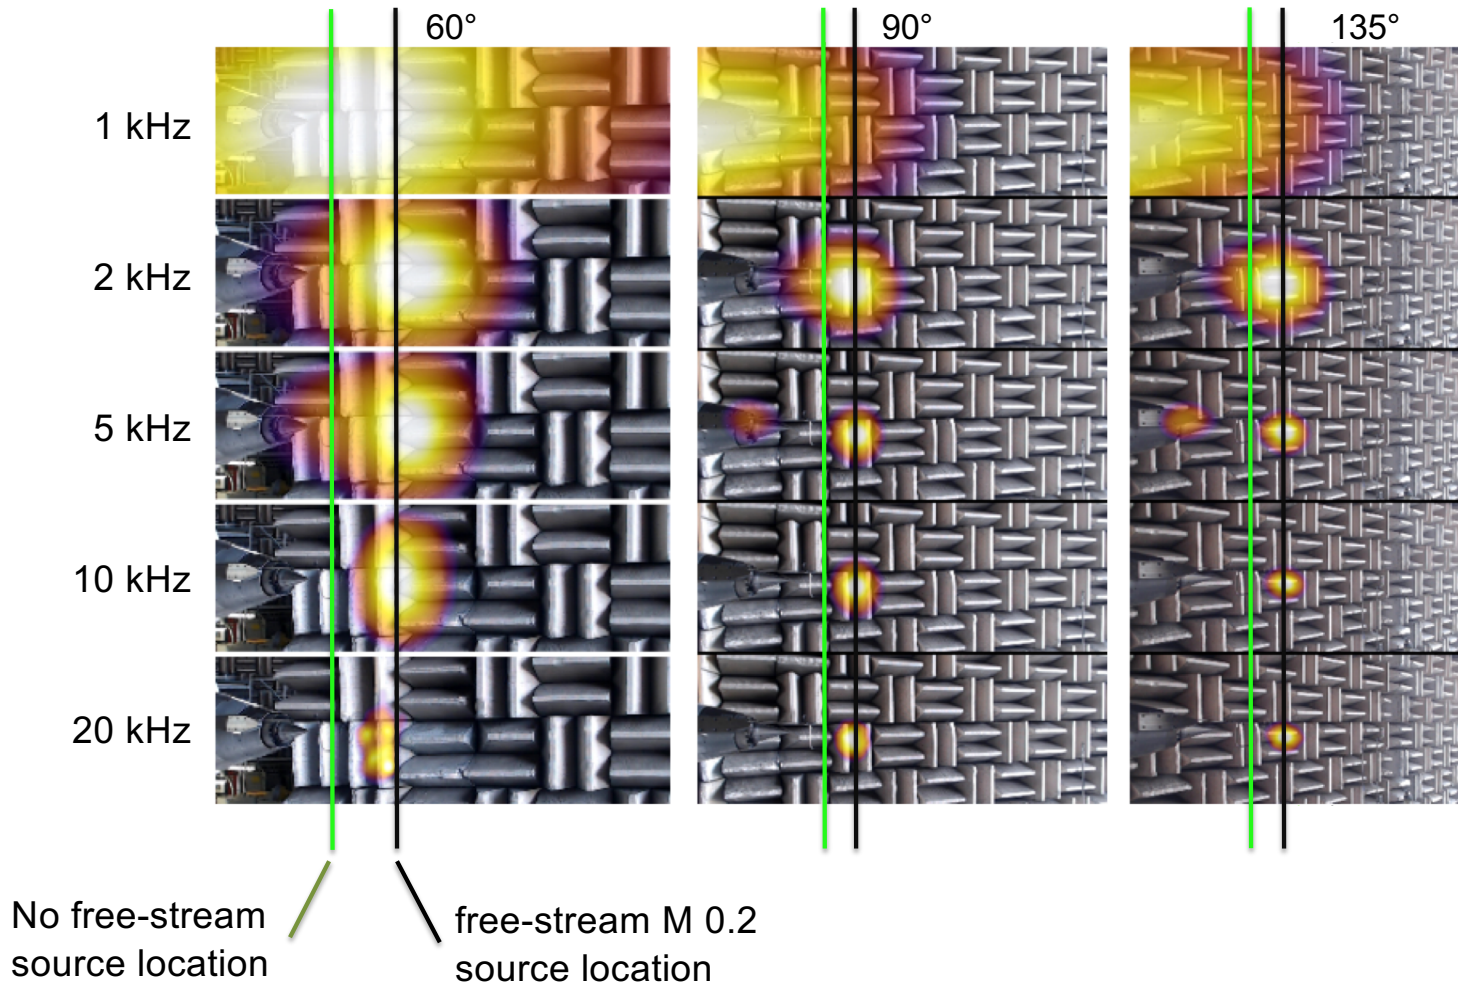 60°
90°
135°
1 kHz
2 kHz
5 kHz
10 kHz
20 kHz
No free-stream
source location
free-stream M 0.2
source location